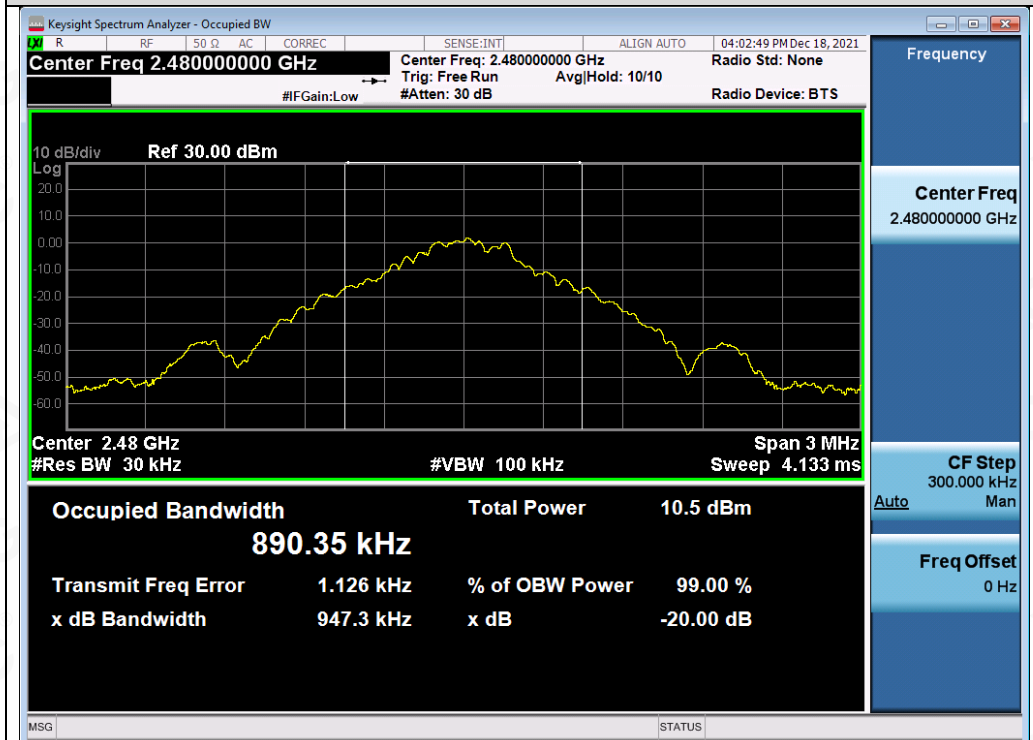 Keysight Spectrum Analyzer - Occupied BW
LXI R RF 50 Ω AC CORREC SENSE:INT ALIGN AUTO 04:02:49 PM Dec 18, 2021
Center Freq 2.480000000 GHz
Center Freq: 2.480000000 GHz
Radio Std: None
Trig: Free Run Avg|Hold: 10/10
#IFGain:Low
#Atten: 30 dB
Radio Device: BTS
10 dB/div Ref 30.00 dBm
Log
20.0
10.0
0.00
-10.0
-20.0
-30.0
-40.0
-50.0
-60.0
Center 2.48 GHz
Span 3 MHz
#Res BW 30 kHz
#VBW 100 kHz
Sweep 4.133 ms
Occupied Bandwidth
Total Power 10.5 dBm
890.35 kHz
Transmit Freq Error 1.126 kHz
% of OBW Power 99.00 %
x dB Bandwidth 947.3 kHz
x dB -20.00 dB
MSG
STATUS
Frequency
Center Freq
2.480000000 GHz
CF Step
300.000 kHz
Auto Man
Freq Offset
0 Hz